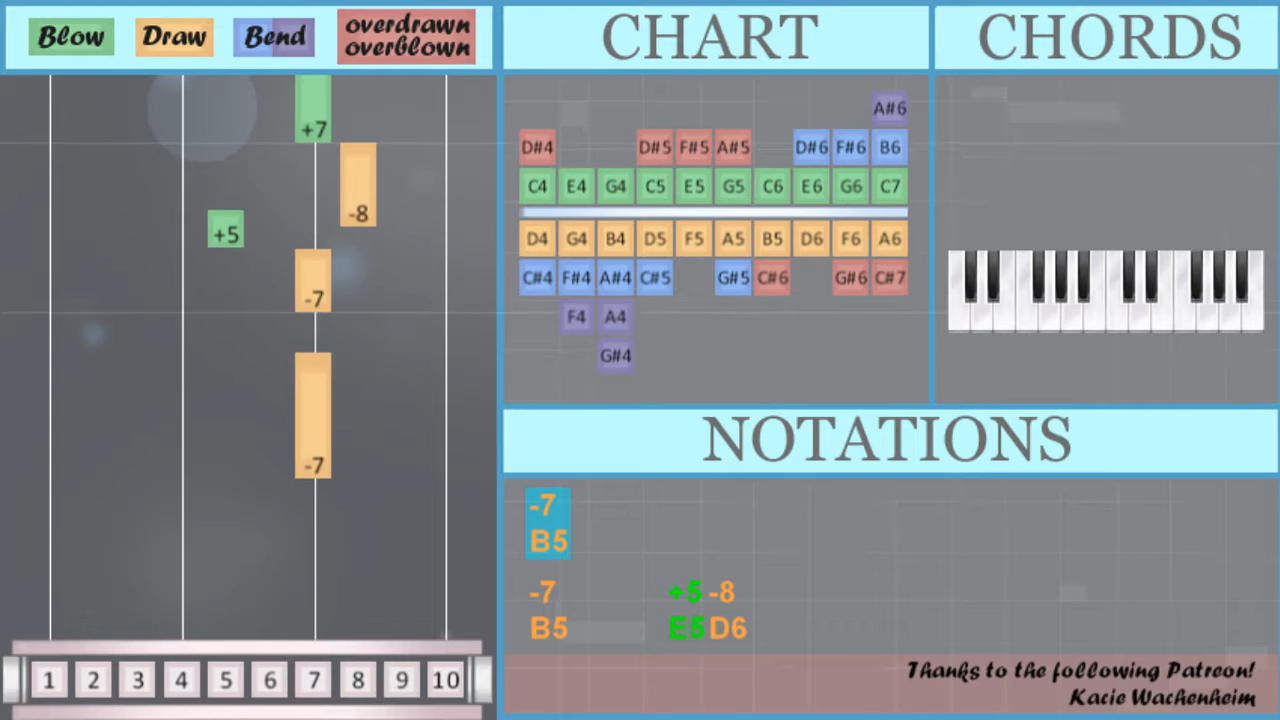 Blow Draw Bend overdrawn
overblown
CHART
CHORDS
+7
-8
+5
-7
-7
1 2 3 4 5 6 7 8 9 10
A#6
D#4 D#5 F#5 A#5 D#6 F#6 B6
C4 E4 G4 C5 E5 G5 C6 E6 G6 C7
D4 G4 B4 D5 F5 A5 B5 D6 F6 A6
C#4 F#4 A#4 C#5 G#5 C#6 G#6 C#7
F4 A4
G#4
NOTATIONS
-7
B5
-7 +5 -8
B5 E5 D6
Thanks to the following Patreon!
Kacie Wachenheim